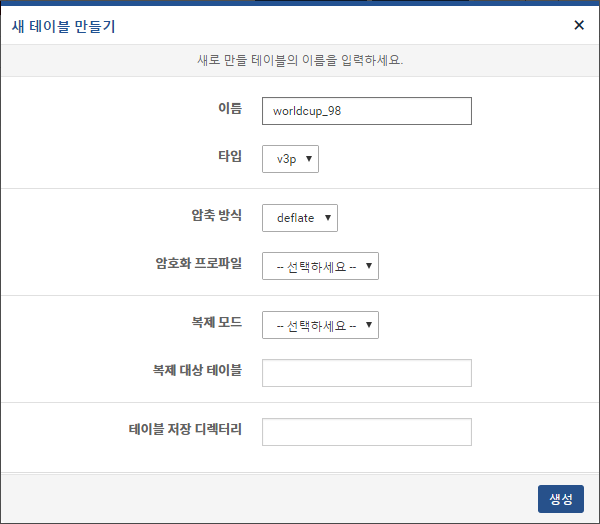 새 테이블 만들기 ×
새로 만들 테이블의 이름을 입력하세요.
이름 worldcup_98
타입 v3p ▼
압축 방식 deflate ▼
암호화 프로파일 -- 선택하세요 -- ▼
복제 모드 -- 선택하세요 -- ▼
복제 대상 테이블
테이블 저장 디렉터리
생성